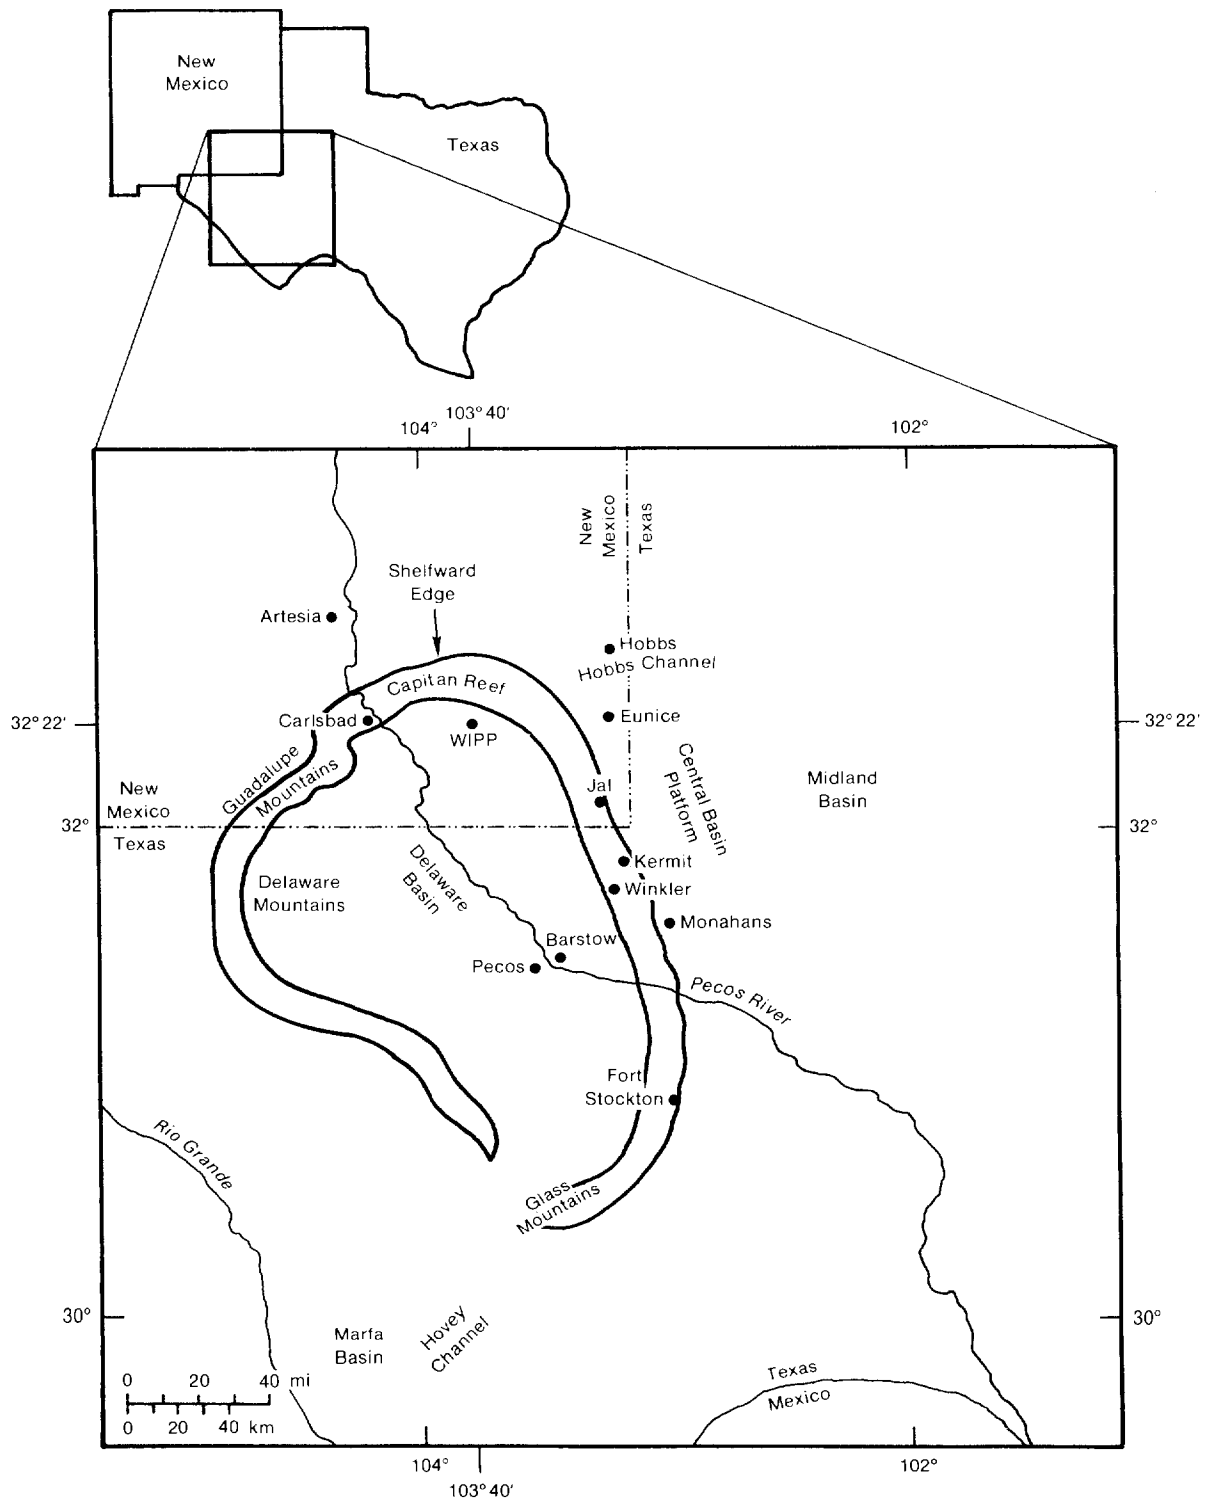 New
Mexico
Texas
103° 40'
104°
102°
New
Mexico
Texas
Shelfward
Edge
Artesia
Hobbs
Hobbs Channel
Capitan Reef
32° 22'
Carlsbad
WIPP
Eunice
32° 22'
Guadalupe
Mountains
Jal
Central Basin
Platform
Midland
Basin
New
Mexico
32°
Texas
32°
Delaware
Basin
Kermit
Winkler
Delaware
Mountains
Monahans
Barstow
Pecos
Pecos River
Fort
Stockton
Rio Grande
Glass
Mountains
30°
30°
Marfa
Basin
Hovey
Channel
0 20 40 mi
0 20 40 km
Texas
Mexico
104°
102°
103° 40'